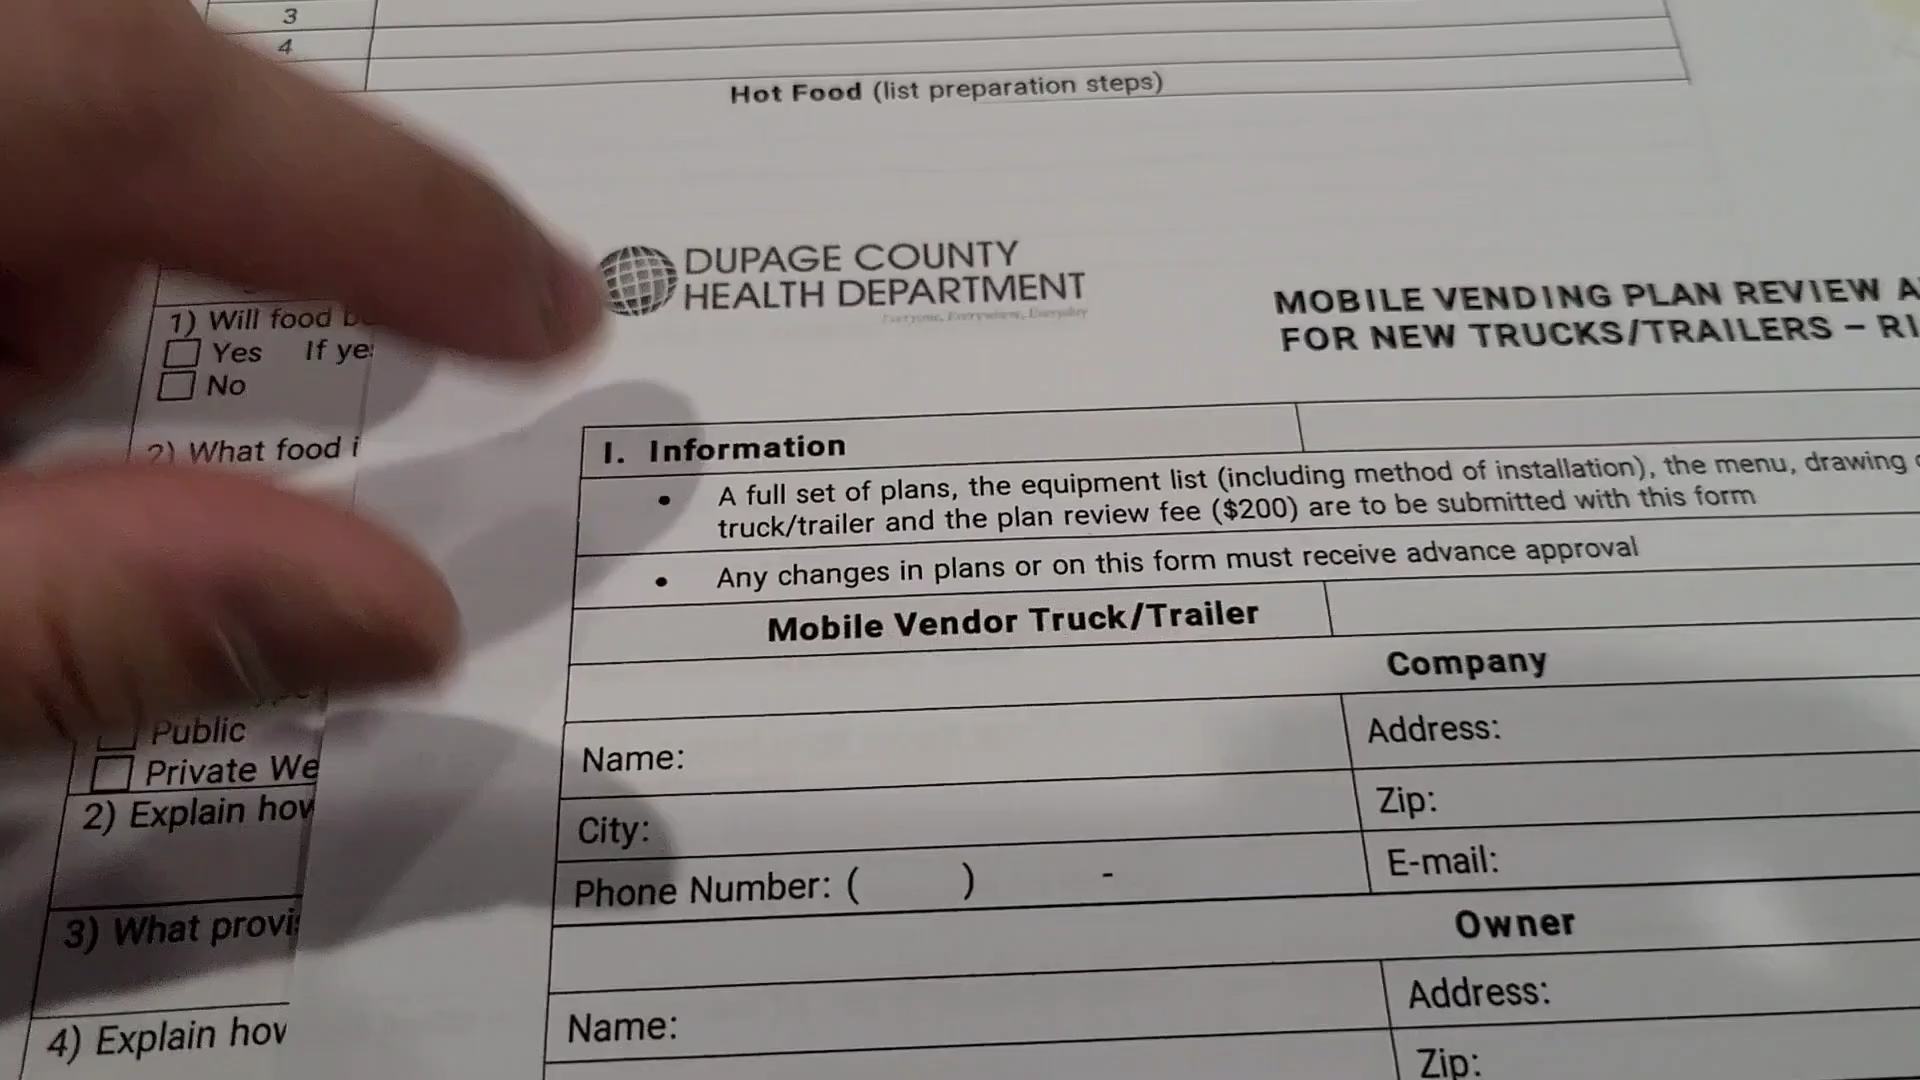 3
4
Hot Food (list preparation steps)
DUPAGE COUNTY
HEALTH DEPARTMENT
Everyone, Everywhere, Everyday
MOBILE VENDING PLAN REVIEW
FOR NEW TRUCKS/TRAILERS –
1) Will food
Yes If
No
2) What food
I. Information
• A full set of plans, the equipment list (including method of installation), the menu, drawing
truck/trailer and the plan review fee ($200) are to be submitted with this form
• Any changes in plans or on this form must receive advance approval
Mobile Vendor Truck/Trailer
Company
Name:
Address:
City:
Zip:
Phone Number: ( ) -
E-mail:
Owner
Name:
Address:
Zip:
Public
Private
2) Explain
3) What
4) Explain